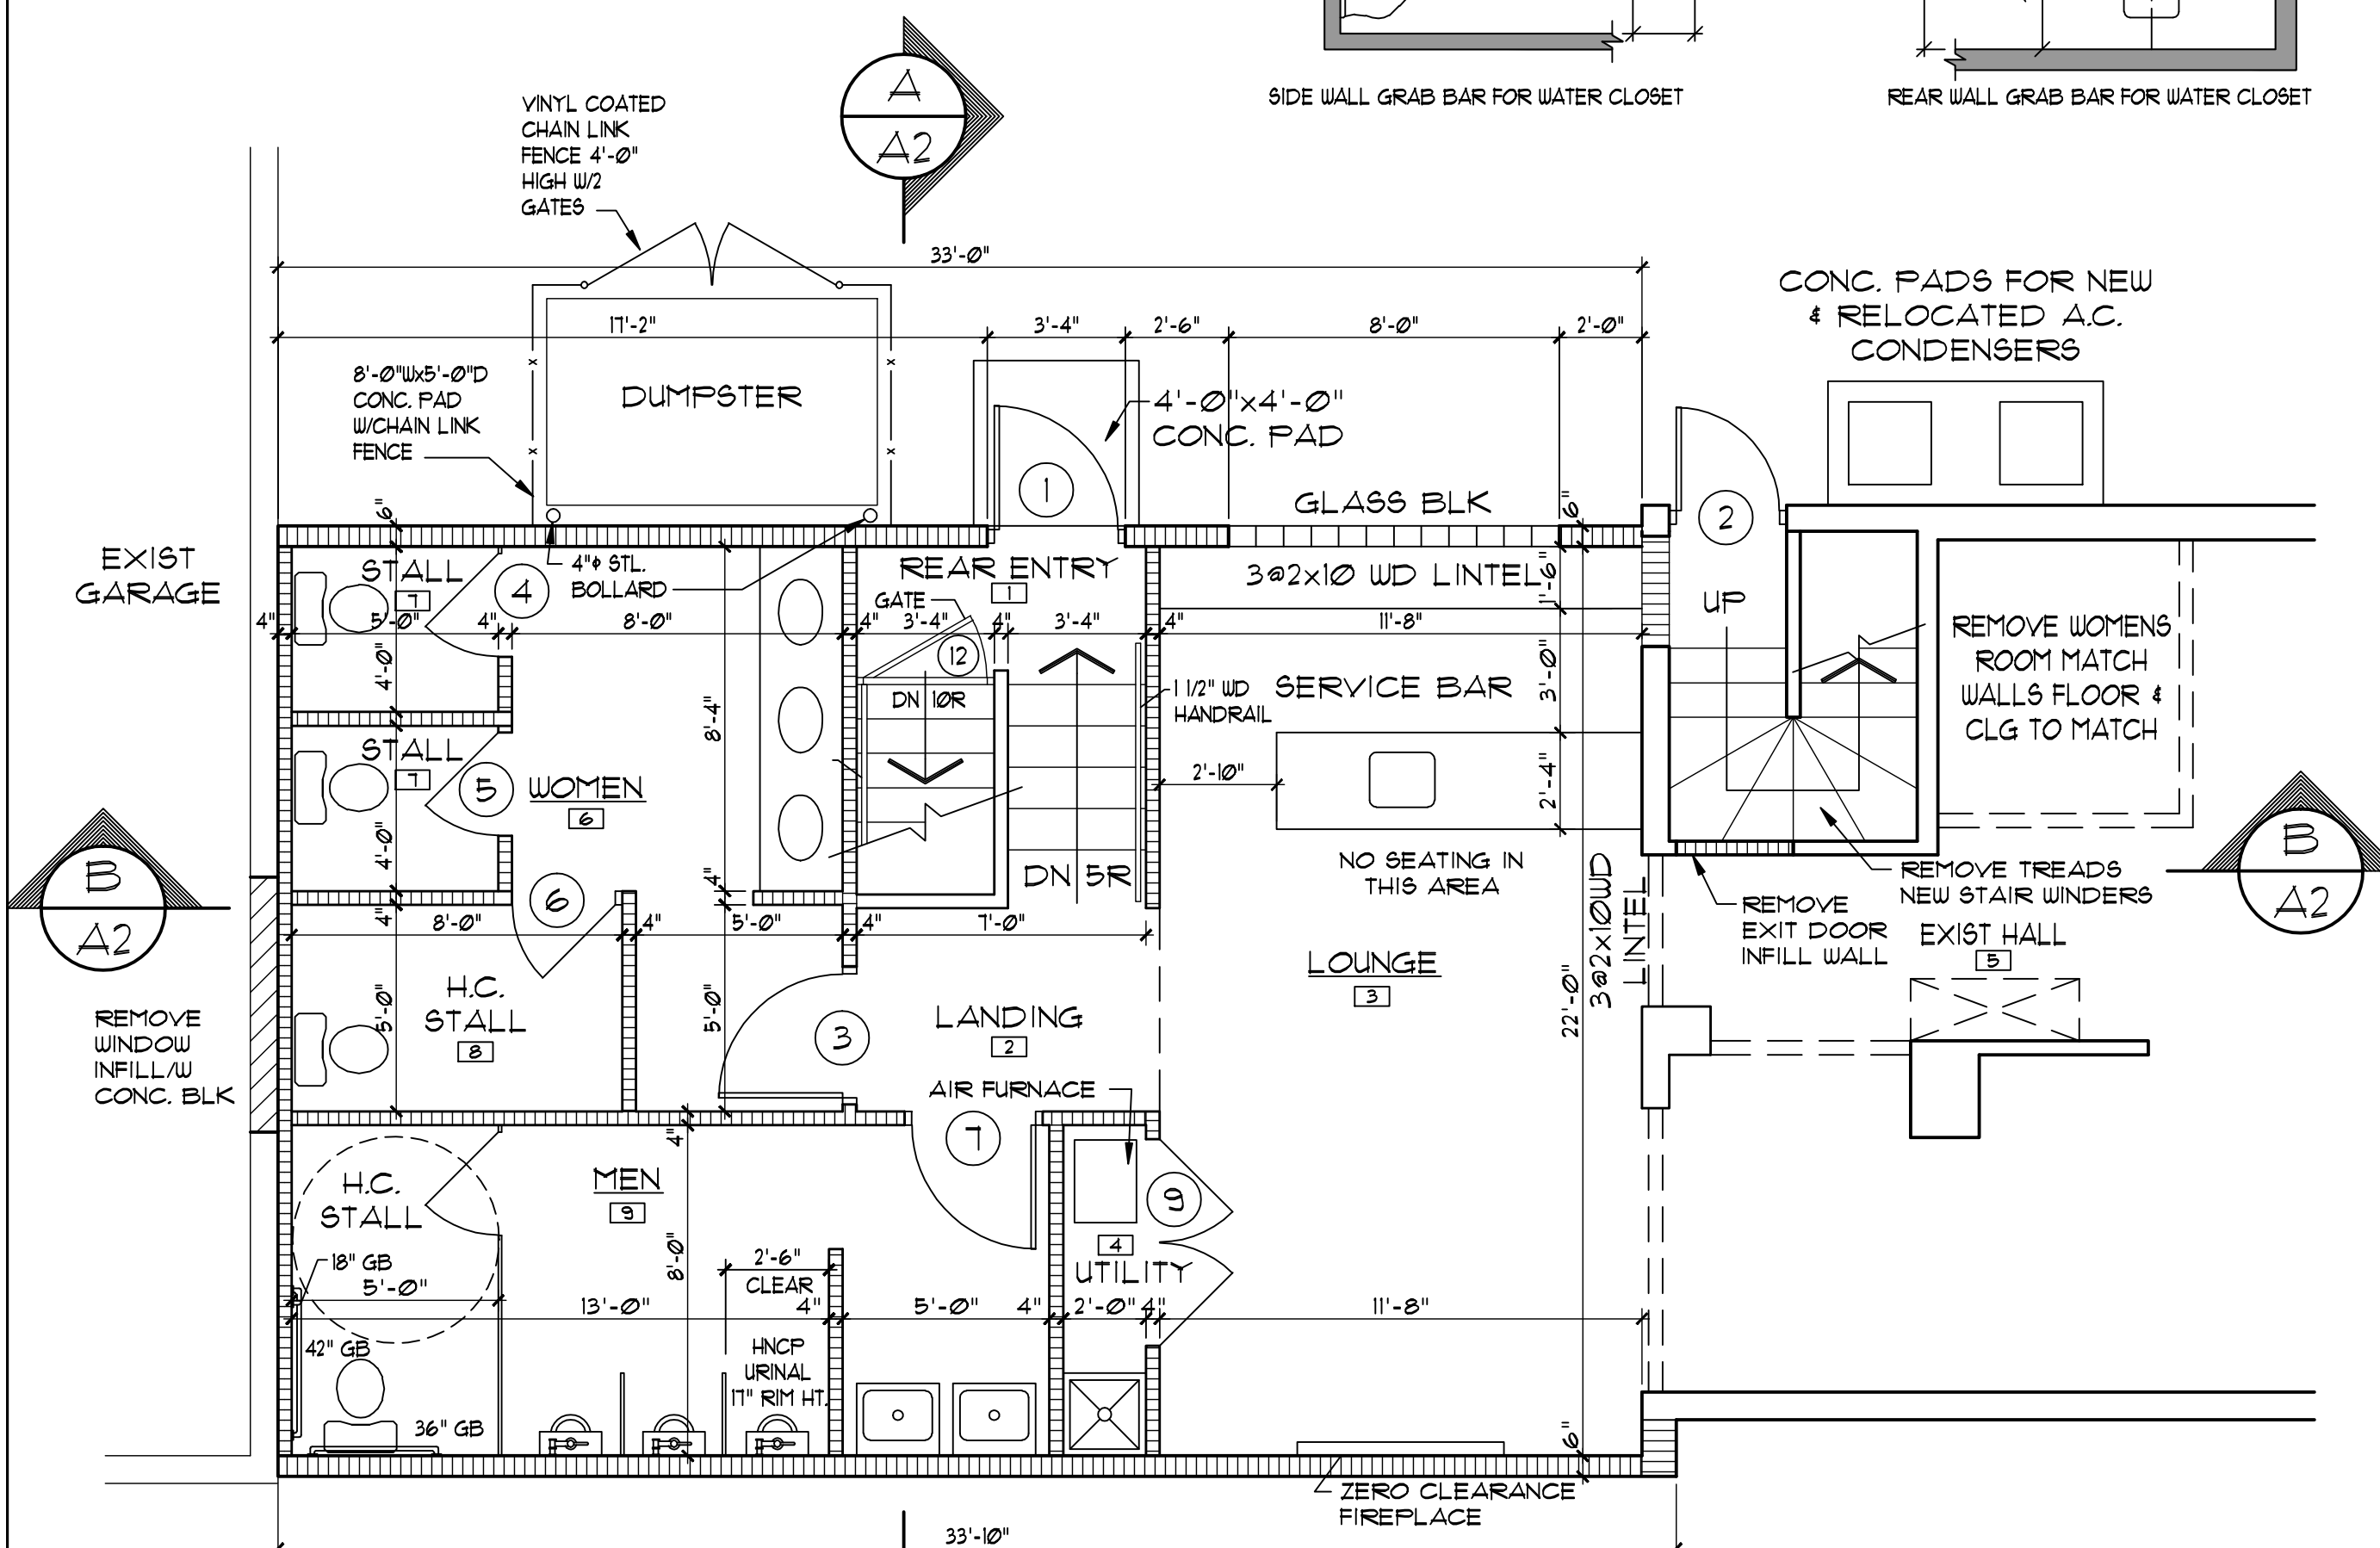 SIDE WALL GRAB BAR FOR WATER CLOSET
REAR WALL GRAB BAR FOR WATER CLOSET
A
A2
VINYL COATED
CHAIN LINK
FENCE 4'-0"
HIGH W/2
GATES
33'-0"
17'-2"
3'-4"
2'-6"
8'-0"
2'-0"
CONC. PADS FOR NEW
& RELOCATED A.C.
CONDENSERS
8'-0"Wx5'-0"D
CONC. PAD
W/CHAIN LINK
FENCE
x
x
x
x
DUMPSTER
4'-0"x4'-0"
CONC. PAD
1
2
GLASS BLK
6"
6"
EXIST
GARAGE
STALL
7
4
4"ø STL.
BOLLARD
REAR ENTRY
1
GATE
3@2x10 WD LINTEL
1'-6"
UP
4"
5'-0"
4"
8'-0"
4"
3'-4"
4"
3'-4"
4"
11'-8"
REMOVE WOMENS
ROOM MATCH
WALLS FLOOR &
CLG TO MATCH
12
4'-0"
DN 10R
1 1/2" WD
HANDRAIL
SERVICE BAR
3'-0"
8'-4"
STALL
7
5
WOMEN
6
2'-10"
2'-4"
4'-0"
4"
DN 5R
NO SEATING IN
THIS AREA
B
A2
B
A2
6
4"
8'-0"
4"
5'-0"
4"
7'-0"
REMOVE TREADS
NEW STAIR WINDERS
REMOVE
EXIT DOOR
INFILL WALL
EXIST HALL
5
3@2x10WD
LINTEL
LOUNGE
3
22'-0"
H.C.
STALL
8
5'-0"
5'-0"
3
LANDING
2
REMOVE
WINDOW
INFILL/W
CONC. BLK
AIR FURNACE
7
4"
H.C.
STALL
MEN
9
9
4
UTILITY
18" GB
5'-0"
8'-0"
2'-6"
CLEAR
13'-0"
4"
5'-0"
4"
2'-0"
4"
11'-8"
42" GB
HNCP
URINAL
17" RIM HT.
36" GB
6"
ZERO CLEARANCE
FIREPLACE
33'-10"